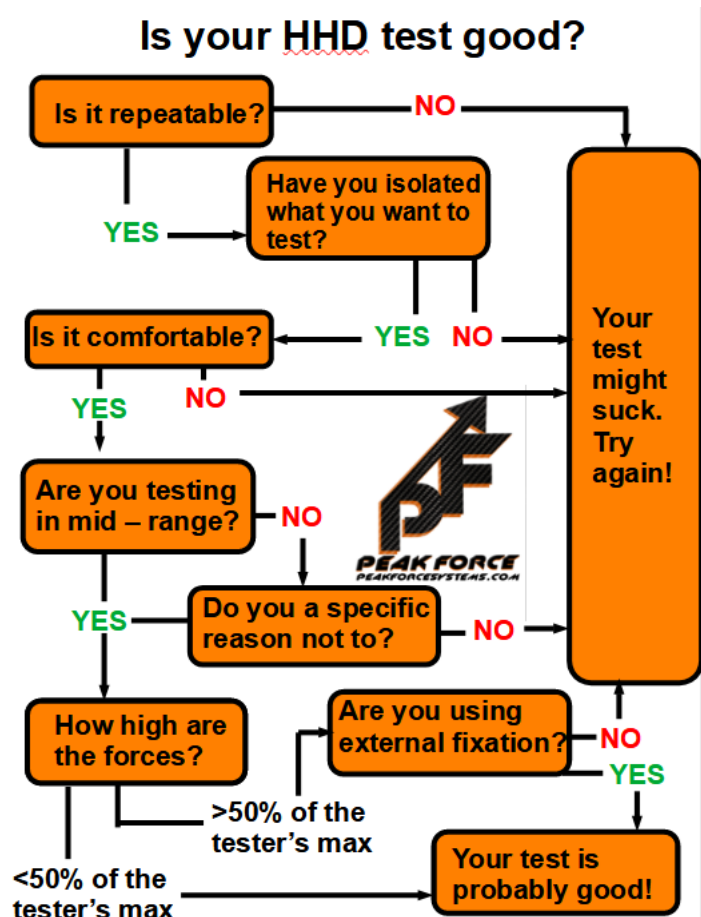 Is your HHD test good?
Is it repeatable?
NO
Have you isolated
what you want to
test?
YES
Is it comfortable?
YES
NO
Your
test
might
suck.
Try
again!
YES
NO
PF
Are you testing
in mid – range?
NO
PEAK FORCE
PEAKFORCESYSTEMS.COM
YES
Do you a specific
reason not to?
NO
How high are
the forces?
Are you using
external fixation?
NO
YES
>50% of the
tester's max
<50% of the
tester's max
Your test is
probably good!